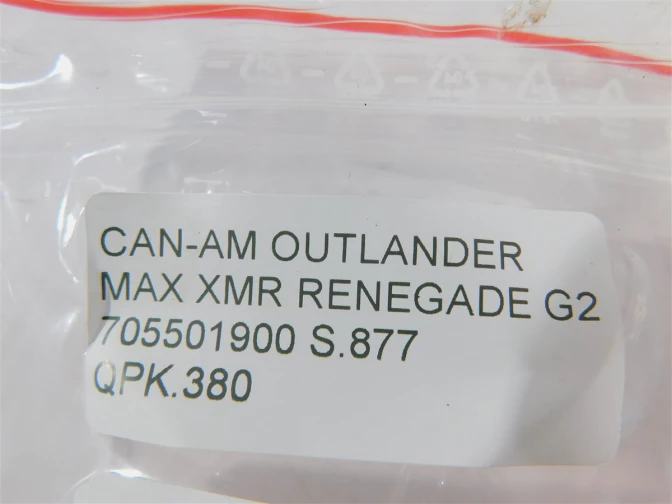 CAN-AM OUTLANDER
MAX XMR RENEGADE G2
705501900 S.877
QPK.380